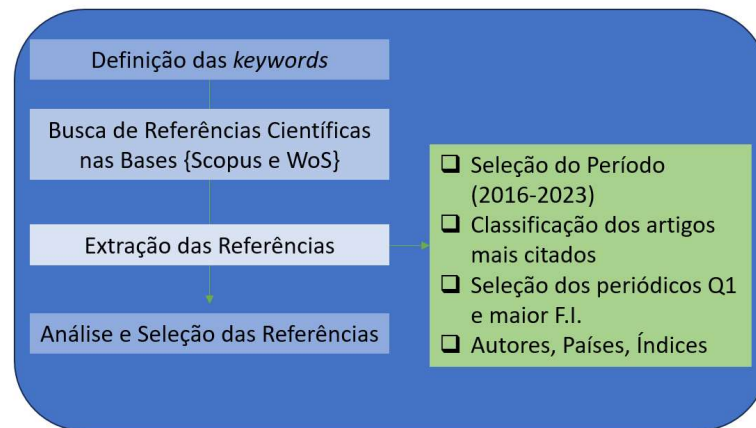 Definição das keywords
Busca de Referências Científicas
nas Bases {Scopus e WoS}
Extração das Referências
Análise e Seleção das Referências
❑ Seleção do Período
(2016-2023)
❑ Classificação dos artigos
mais citados
❑ Seleção dos periódicos Q1
e maior F.I.
❑ Autores, Países, Índices